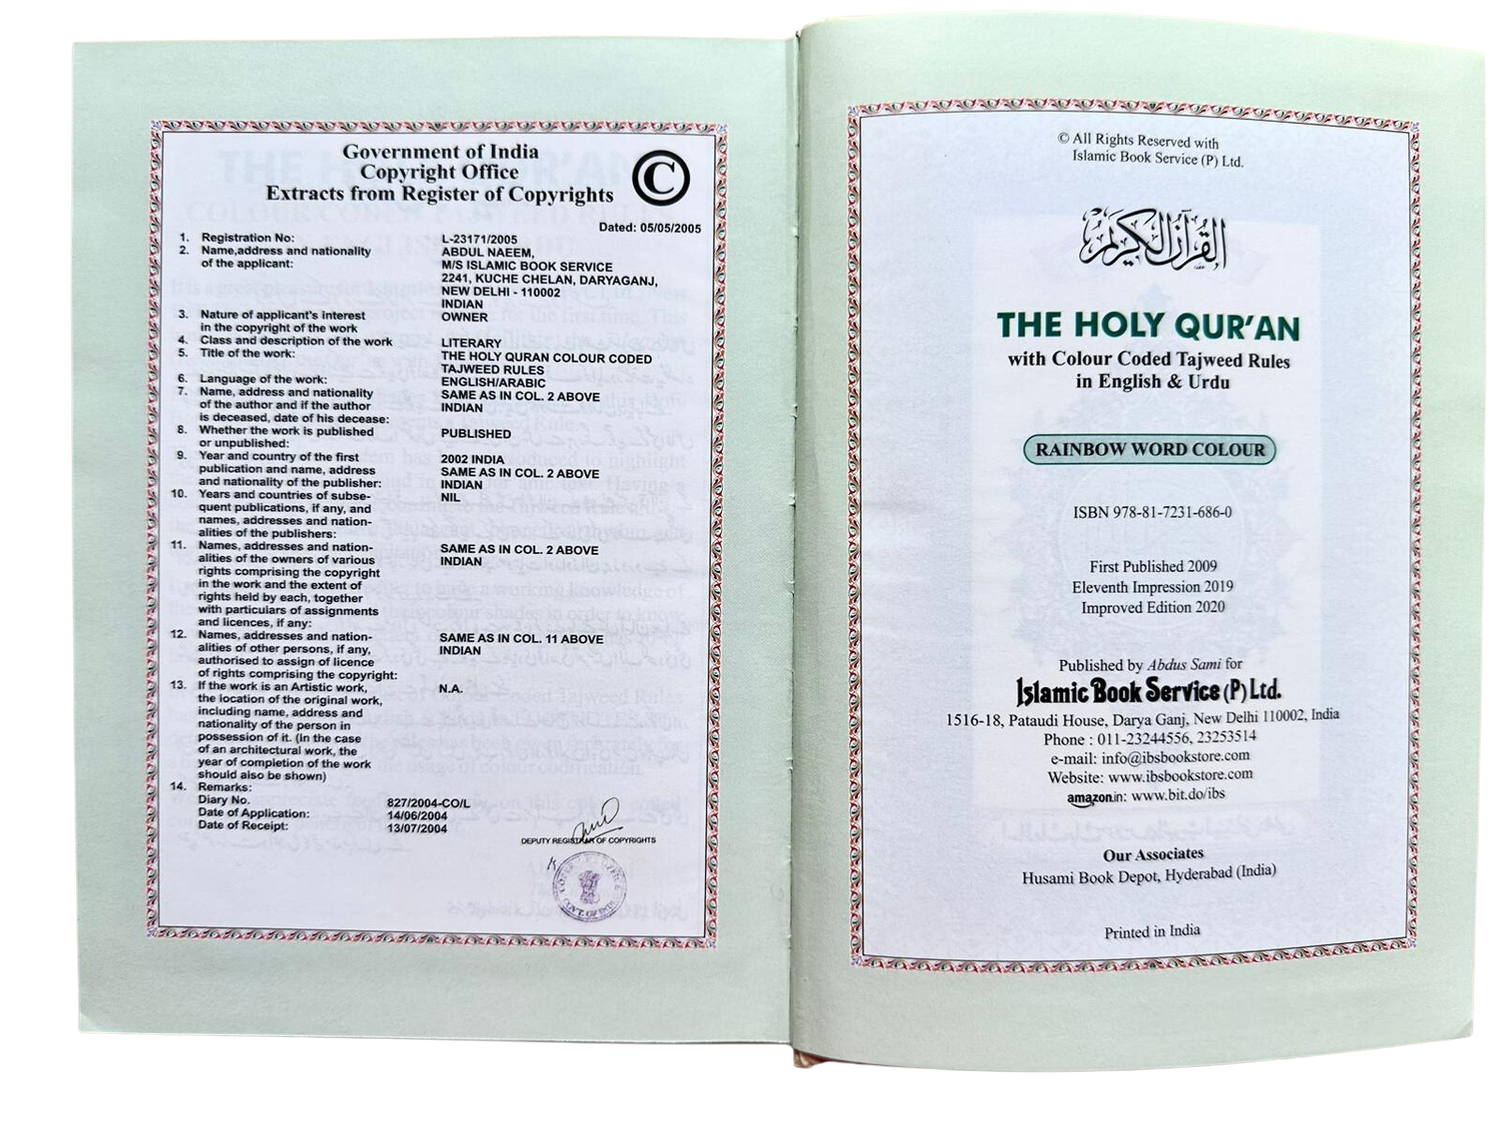 Government of India
Copyright Office
Extracts from Register of Copyrights
©
Dated: 05/05/2005
1. Registration No: L-23171/2005
2. Name,address and nationality ABDUL NAEEM,
of the applicant: M/S ISLAMIC BOOK SERVICE
2241, KUCHE CHELAN, DARYAGANJ,
NEW DELHI - 110002
INDIAN
3. Nature of applicant's interest OWNER
in the copyright of the work
4. Class and description of the work LITERARY
5. Title of the work: THE HOLY QURAN COLOUR CODED
TAJWEED RULES
6. Language of the work: ENGLISH/ARABIC
7. Name, address and nationality SAME AS IN COL. 2 ABOVE
of the author and if the author INDIAN
is deceased, date of his decease:
8. Whether the work is published PUBLISHED
or unpublished:
9. Year and country of the first 2002 INDIA
publication and name, address SAME AS IN COL. 2 ABOVE
and nationality of the publisher: INDIAN
10. Years and countries of subse- NIL
quent publications, if any, and
names, addresses and nation-
alities of the publishers:
11. Names, addresses and nation- SAME AS IN COL. 2 ABOVE
alities of the owners of various INDIAN
rights comprising the copyright
in the work and the extent of
rights held by each, together
with particulars of assignments
and licences, if any:
12. Names, addresses and nation- SAME AS IN COL. 11 ABOVE
alities of other persons, if any, INDIAN
authorised to assign of licence
of rights comprising the copyright:
13. If the work is an Artistic work, N.A.
the location of the original work,
including name, address and
nationality of the person in
possession of it. (in the case
of an architectural work, the
year of completion of the work
should also be shown)
14. Remarks:
Diary No. 827/2004-CO/L
Date of Application: 14/06/2004
Date of Receipt: 13/07/2004
DEPUTY REGISTRAR OF COPYRIGHTS
GOVT. OF INDIA
© All Rights Reserved with
Islamic Book Service (P) Ltd.
القرآن الكريم
THE HOLY QUR'AN
with Colour Coded Tajweed Rules
in English & Urdu
RAINBOW WORD COLOUR
ISBN 978-81-7231-686-0
First Published 2009
Eleventh Impression 2019
Improved Edition 2020
Published by Abdus Sami for
Islamic Book Service (P) Ltd.
1516-18, Pataudi House, Darya Ganj, New Delhi 110002, India
Phone : 011-23244556, 23253514
e-mail: info@ibsbookstore.com
Website: www.ibsbookstore.com
amazon.in: www.bit.do/ibs
Our Associates
Husami Book Depot, Hyderabad (India)
Printed in India